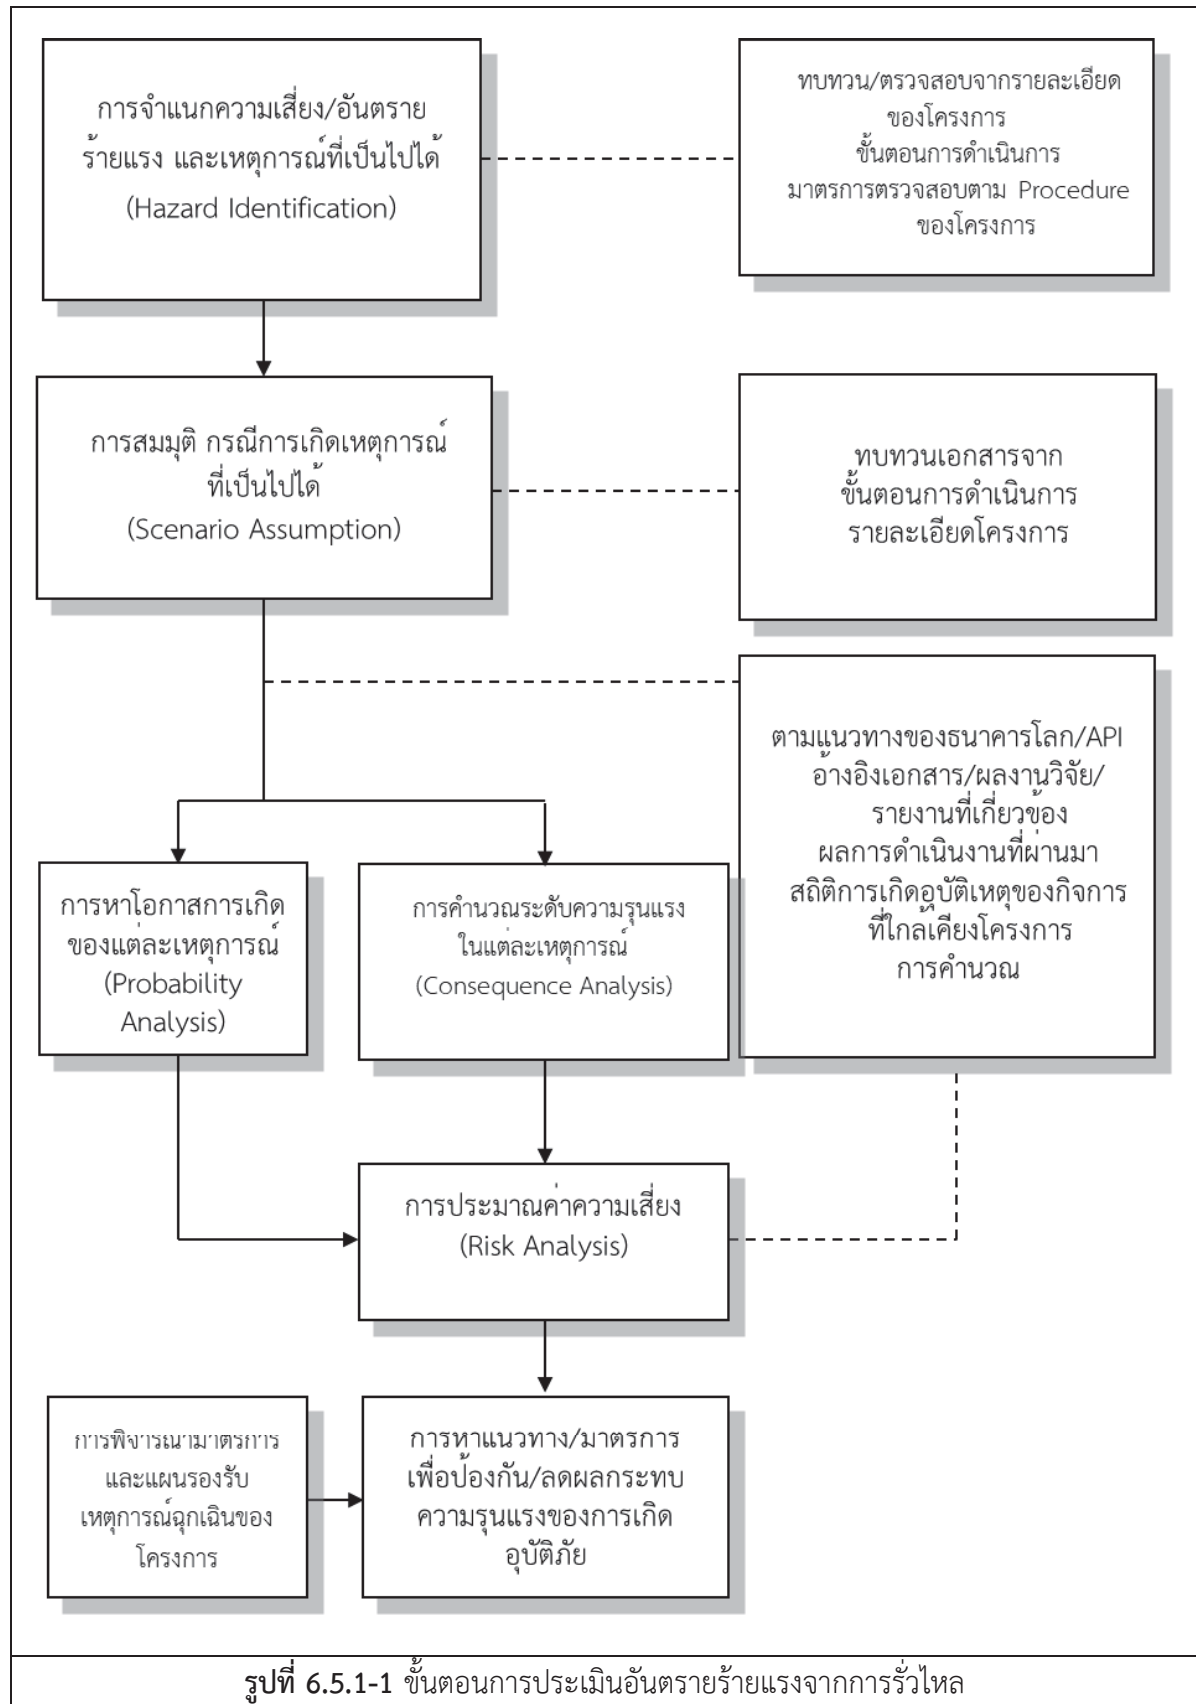 การจำแนกความเสี่ยง/อันตราย
ร้ายแรง และเหตุการณ์ที่เป็นไปได้
(Hazard Identification)
ทบทวน/ตรวจสอบจากรายละเอียด
ของโครงการ
ขั้นตอนการดำเนินการ
มาตรการตรวจสอบตาม Procedure
ของโครงการ
การสมมุติ กรณีการเกิดเหตุการณ์
ที่เป็นไปได้
(Scenario Assumption)
ทบทวนเอกสารจาก
ขั้นตอนการดำเนินการ
รายละเอียดโครงการ
ตามแนวทางของธนาคารโลก/API
อ้างอิงเอกสาร/ผลงานวิจัย/
รายงานที่เกี่ยวข้อง
ผลการดำเนินงานที่ผ่านมา
สถิติการเกิดอุบัติเหตุของกิจการ
ที่ใกล้เคียงโครงการ
การคำนวณ
การหาโอกาสการเกิด
ของแต่ละเหตุการณ์
(Probability
Analysis)
การคำนวณระดับความรุนแรง
ในแต่ละเหตุการณ์
(Consequence Analysis)
การประมาณค่าความเสี่ยง
(Risk Analysis)
การพิจารณามาตรการ
และแผนรองรับ
เหตุการณ์ฉุกเฉินของ
โครงการ
การหาแนวทาง/มาตรการ
เพื่อป้องกัน/ลดผลกระทบ
ความรุนแรงของการเกิด
อุบัติภัย
รูปที่ 6.5.1-1 ขั้นตอนการประเมินอันตรายร้ายแรงจากการรั่วไหล